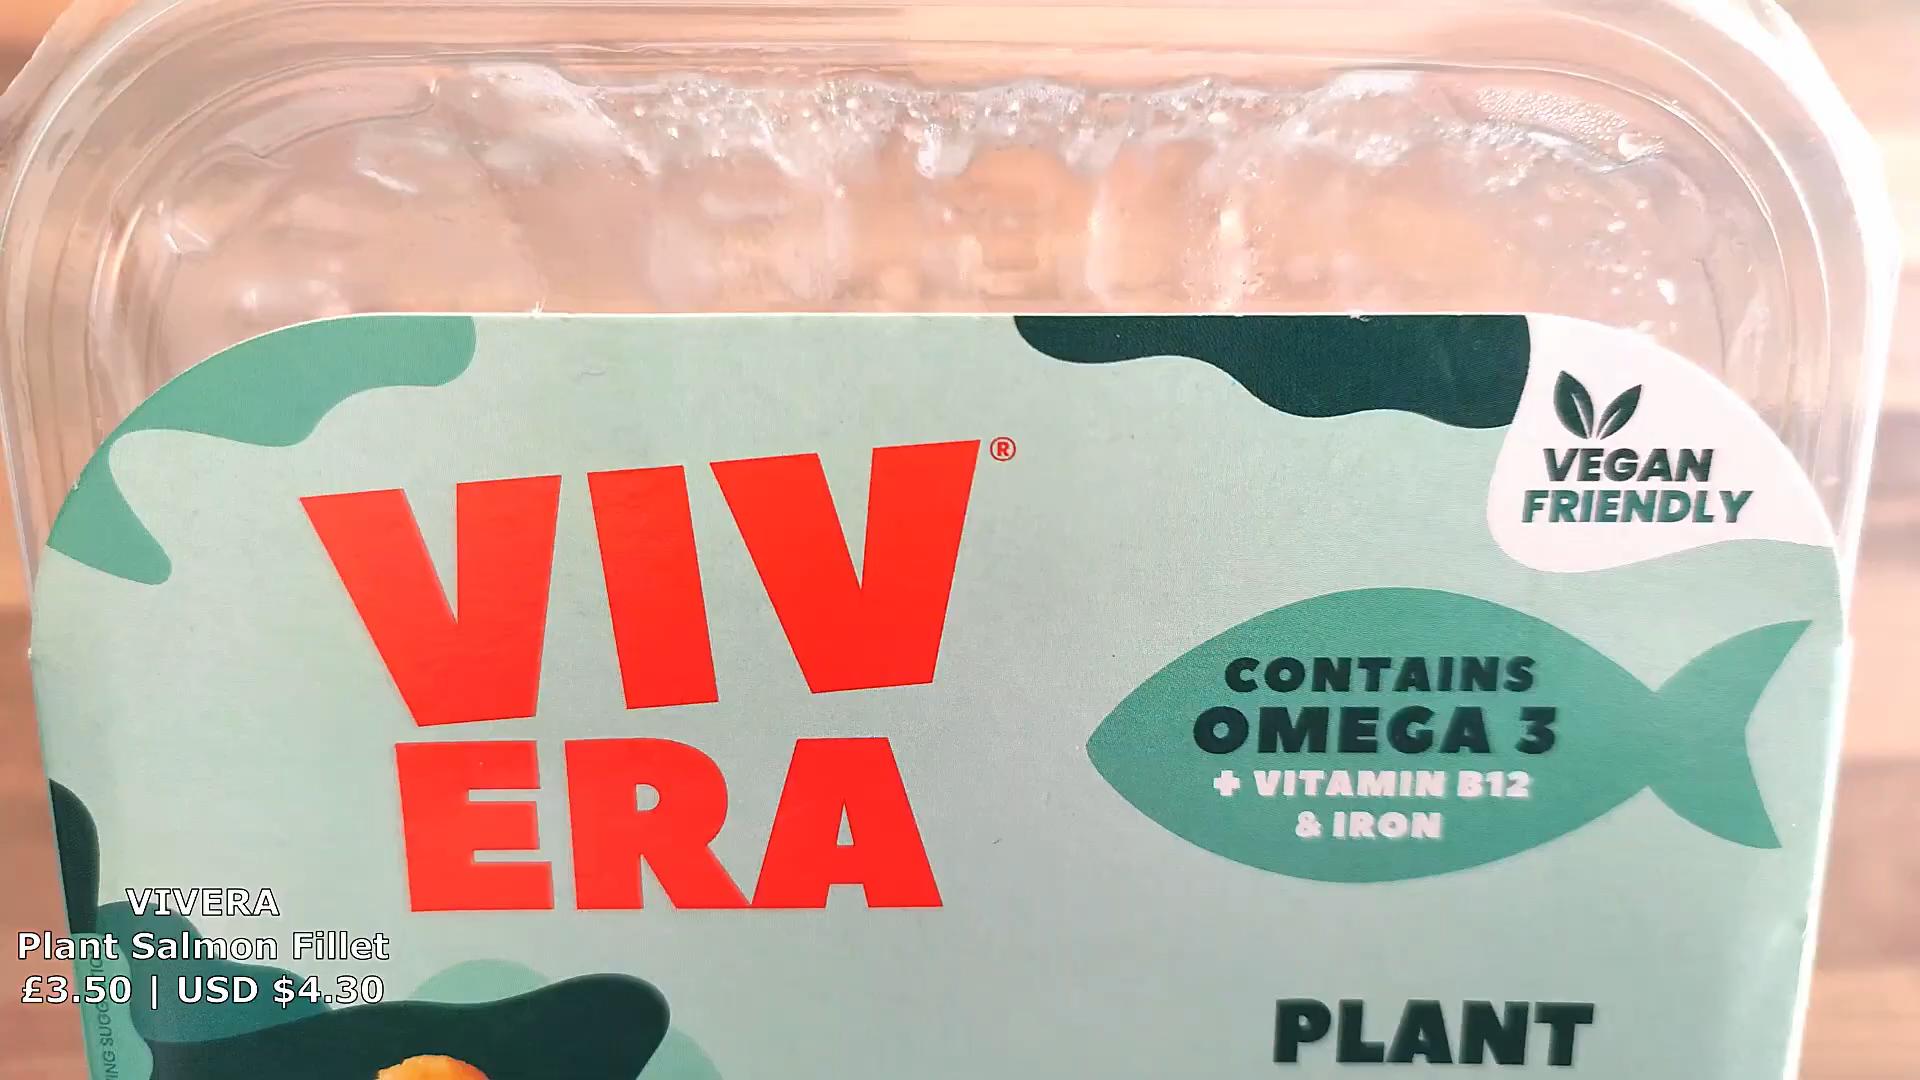 VIV®
ERA
VEGAN
FRIENDLY
CONTAINS
OMEGA 3
+ VITAMIN B12
& IRON
PLANT
VIVERA
Plant Salmon Fillet
£3.50 | USD $4.30